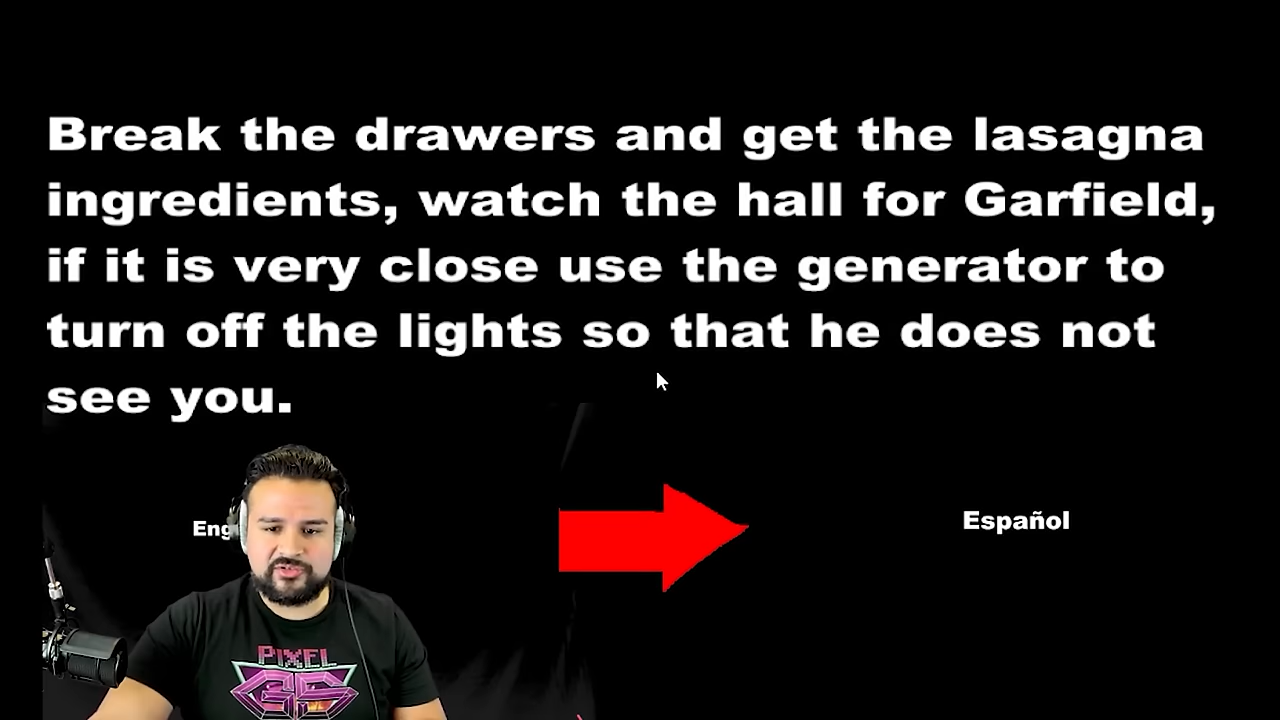 Break the drawers and get the lasagna
ingredients, watch the hall for Garfield,
if it is very close use the generator to
turn off the lights so that he does not
see you.
Español
PIXEL